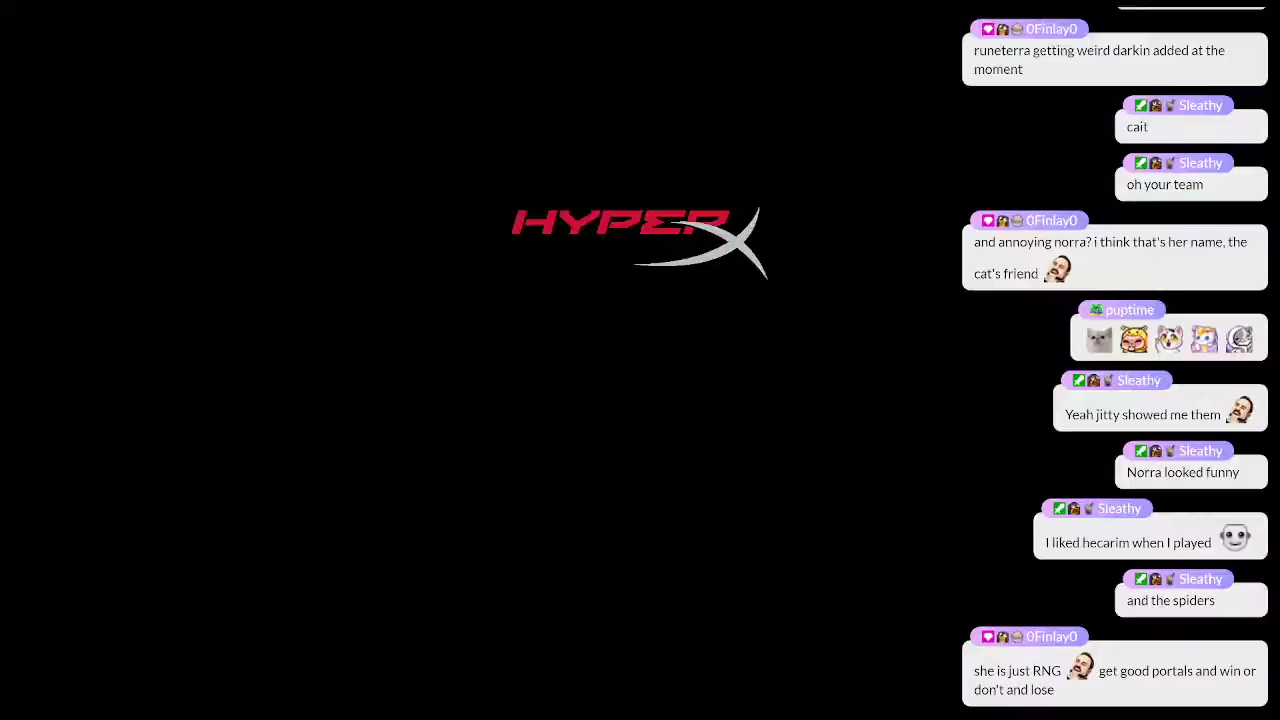 HYPERX
0Finlay0
runeterra getting weird darkin added at the
moment
Sleathy
cait
Sleathy
oh your team
0Finlay0
and annoying norra? i think that's her name, the
cat's friend
puptime
Sleathy
Yeah jitty showed me them
Sleathy
Norra looked funny
Sleathy
I liked hecarim when I played
Sleathy
and the spiders
0Finlay0
she is just RNG get good portals and win or
don't and lose